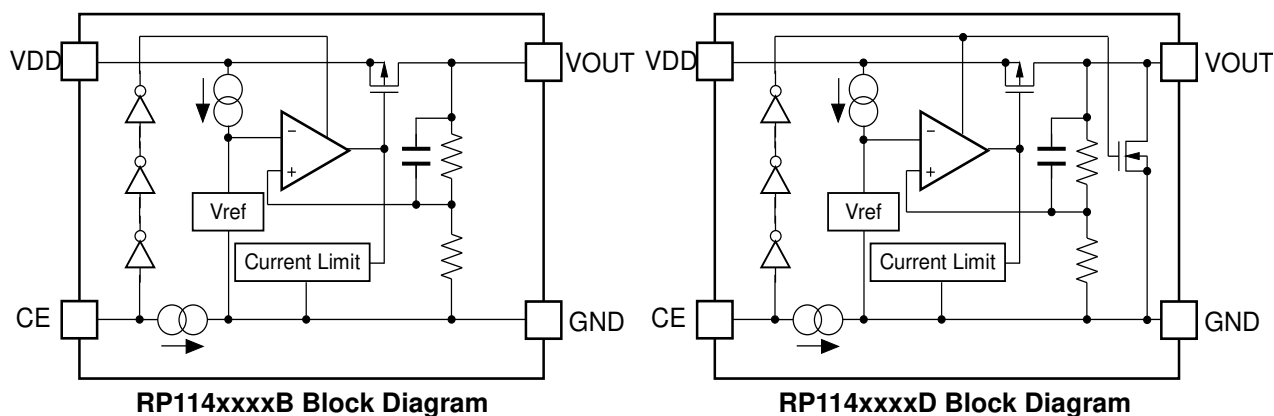 VDD
VOUT
−
+
Vref
Current Limit
CE
GND
RP114xxxxB Block Diagram
VDD
VOUT
−
+
Vref
Current Limit
CE
GND
RP114xxxxD Block Diagram